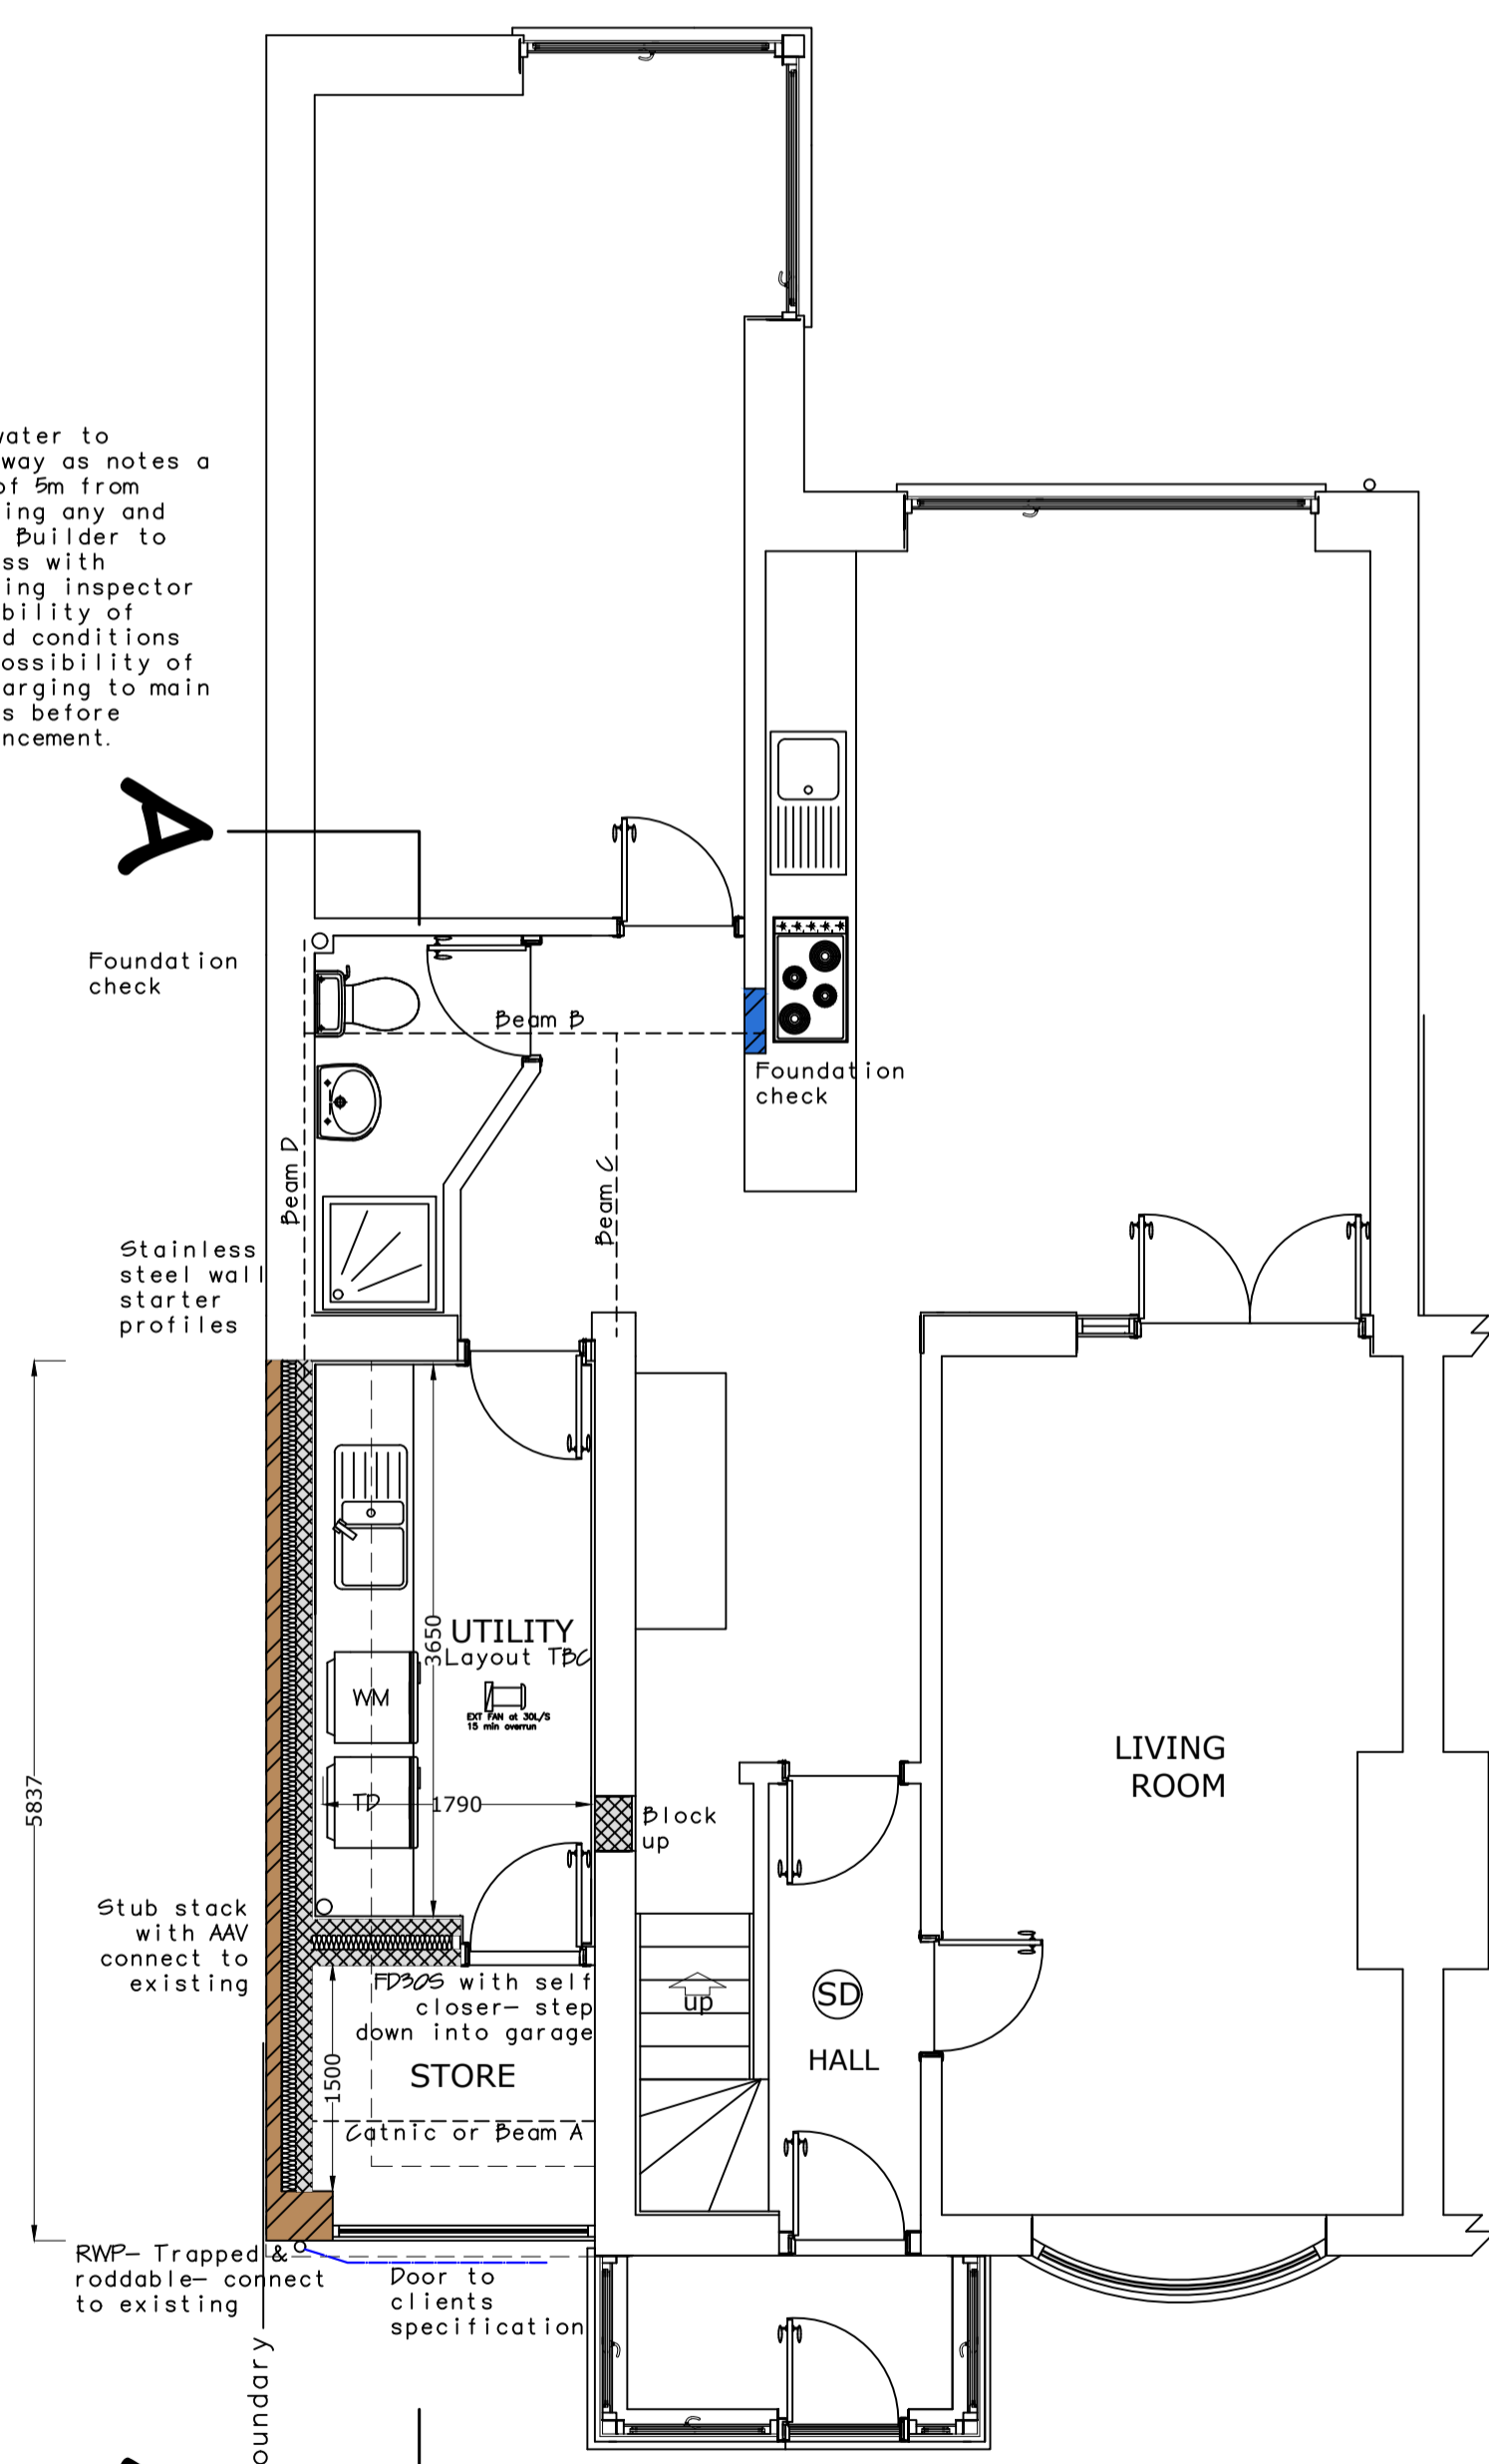 water to
way as notes a
of 5m from
ing any and
Builder to
ss with
ing inspector
bility of
d conditions
ossibility of
arging to main
s before
ncement.
A
Foundation
check
Beam B
Foundation
check
Beam D
Beam C
Stainless
steel wall
starter
profiles
5837
3650
UTILITY
Layout TBC
EXT FAN at 30L/S
15 min overrun
WM
TD
1790
Block
up
LIVING
ROOM
Stub stack
with AAV
connect to
existing
FD30S with self
closer– step
down into garage
up
SD
HALL
STORE
1500
Catnic or Beam A
RWP– Trapped &
roddable– connect
to existing
Door to
clients
specification
oundary